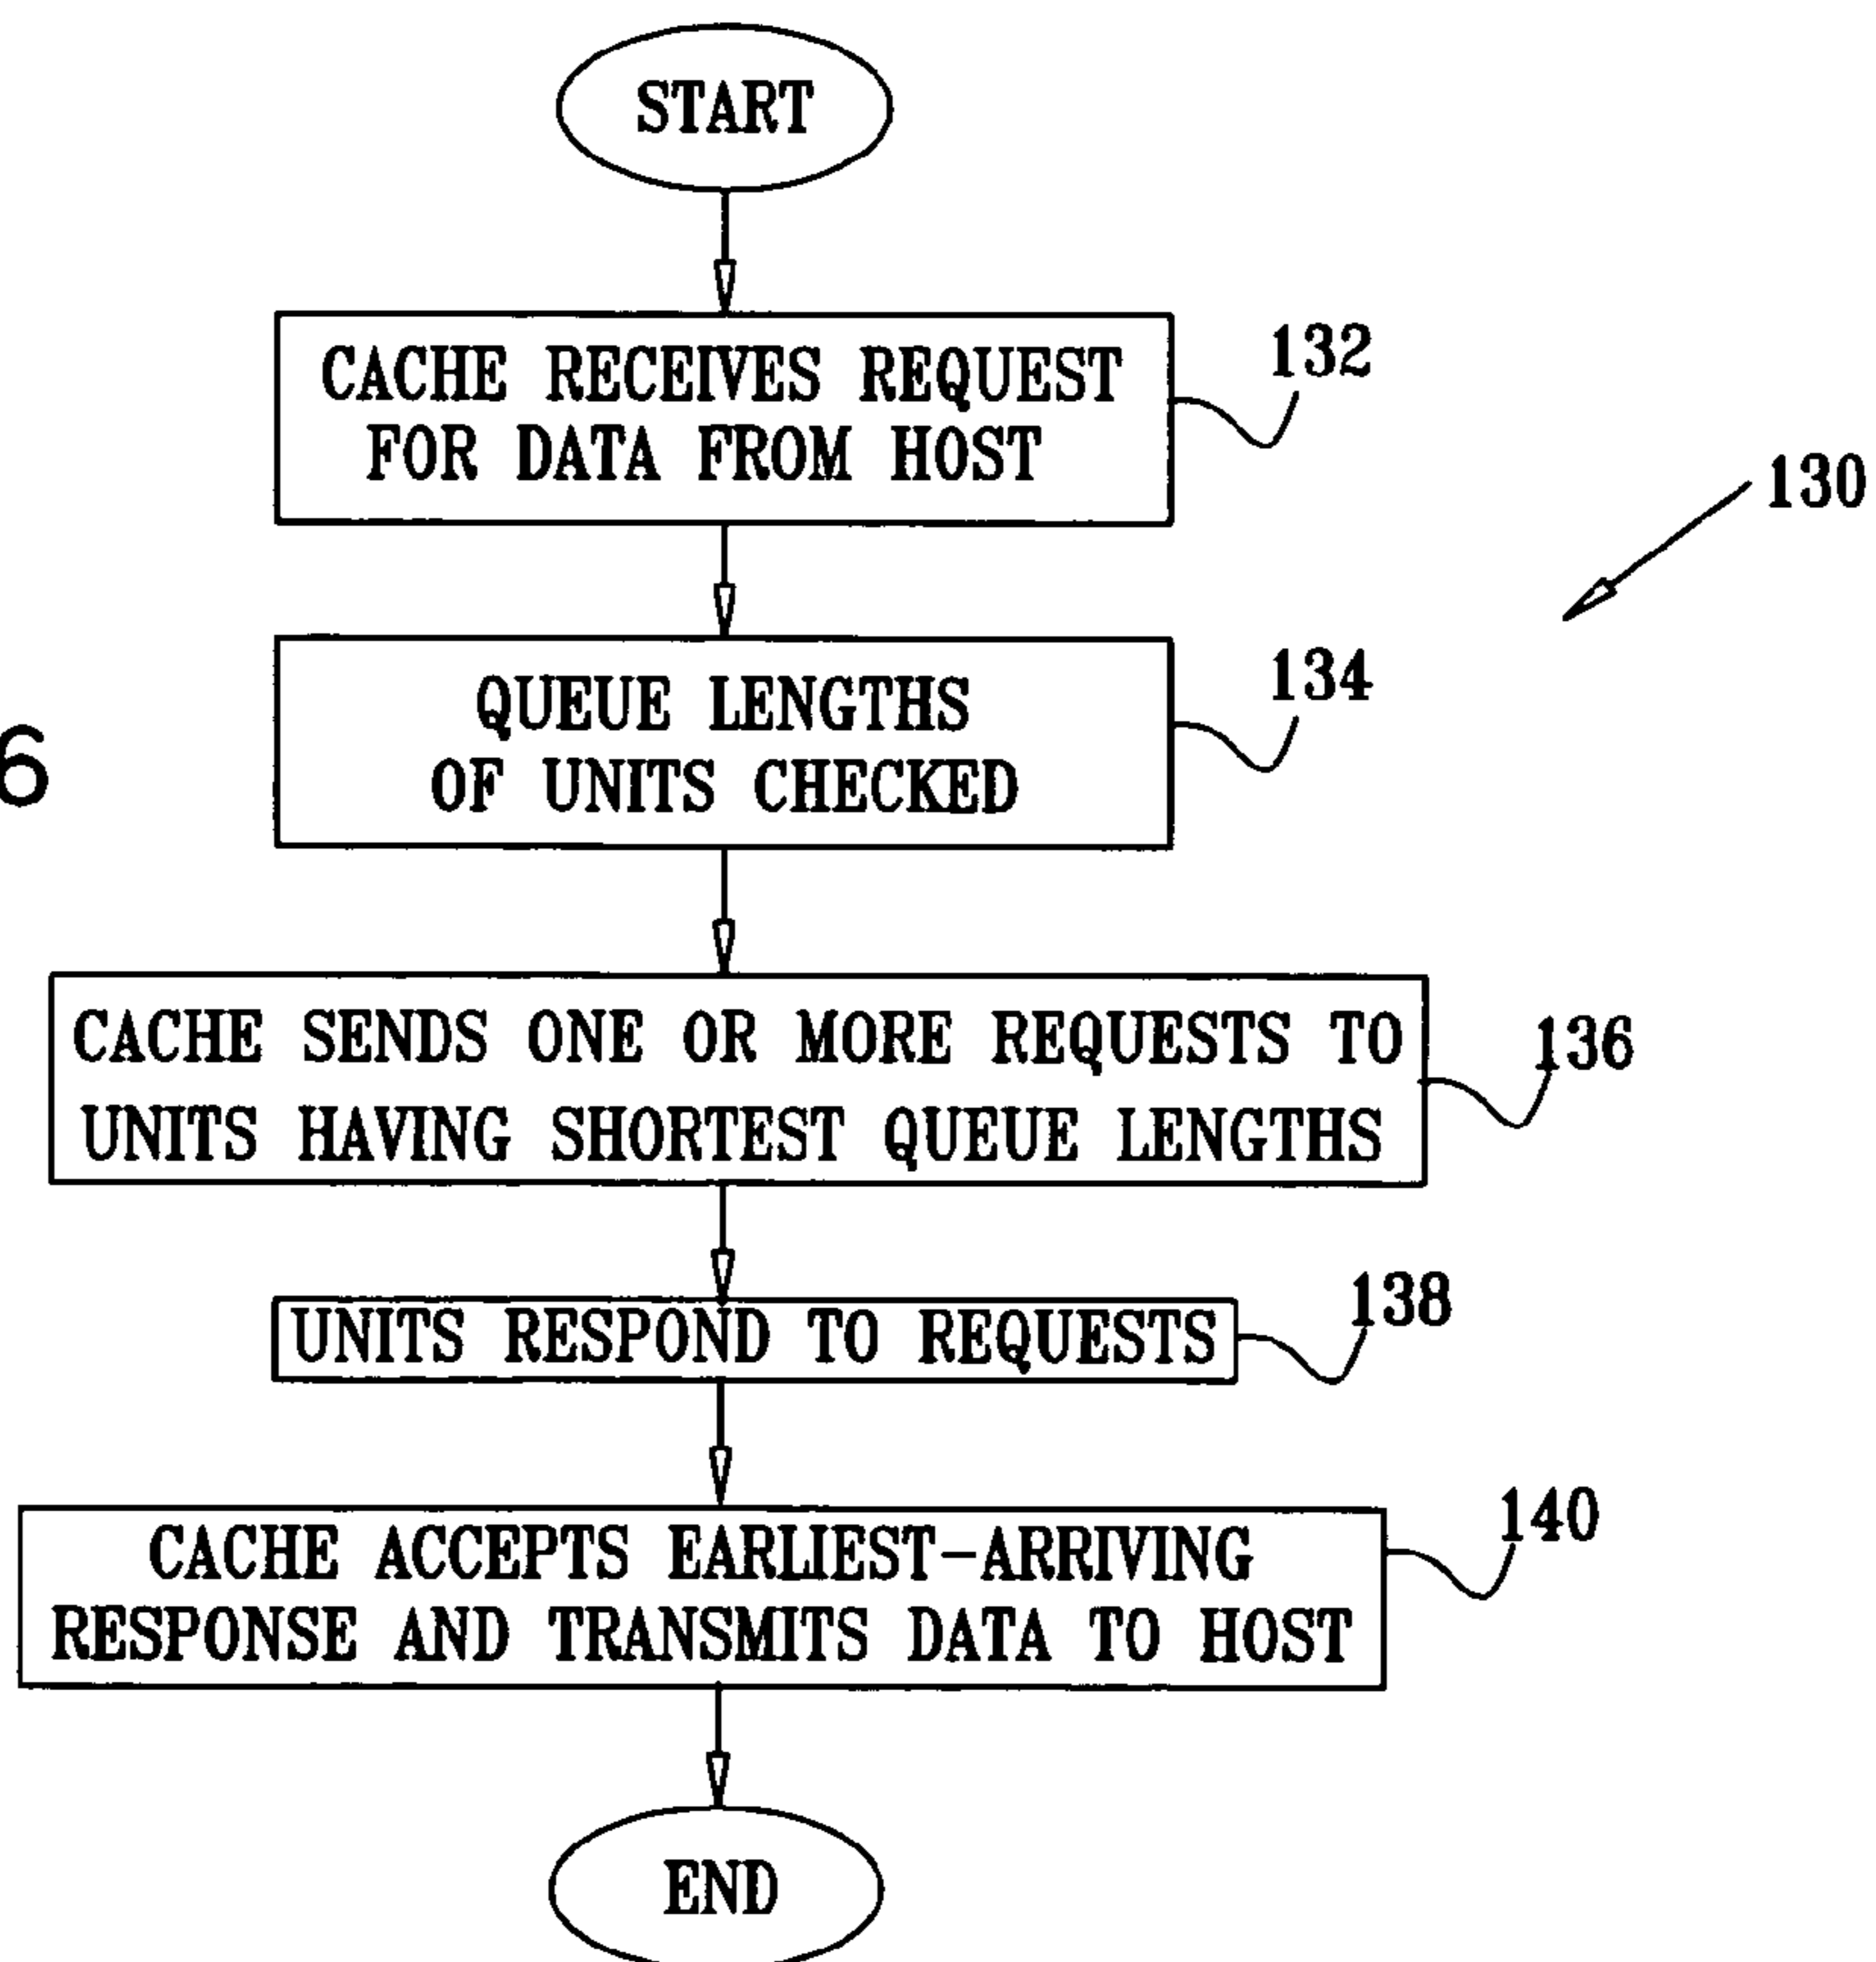 START
CACHE RECEIVES REQUEST
FOR DATA FROM HOST
132
130
QUEUE LENGTHS
OF UNITS CHECKED
134
6
CACHE SENDS ONE OR MORE REQUESTS TO
UNITS HAVING SHORTEST QUEUE LENGTHS
136
UNITS RESPOND TO REQUESTS
138
CACHE ACCEPTS EARLIEST-ARRIVING
RESPONSE AND TRANSMITS DATA TO HOST
140
END